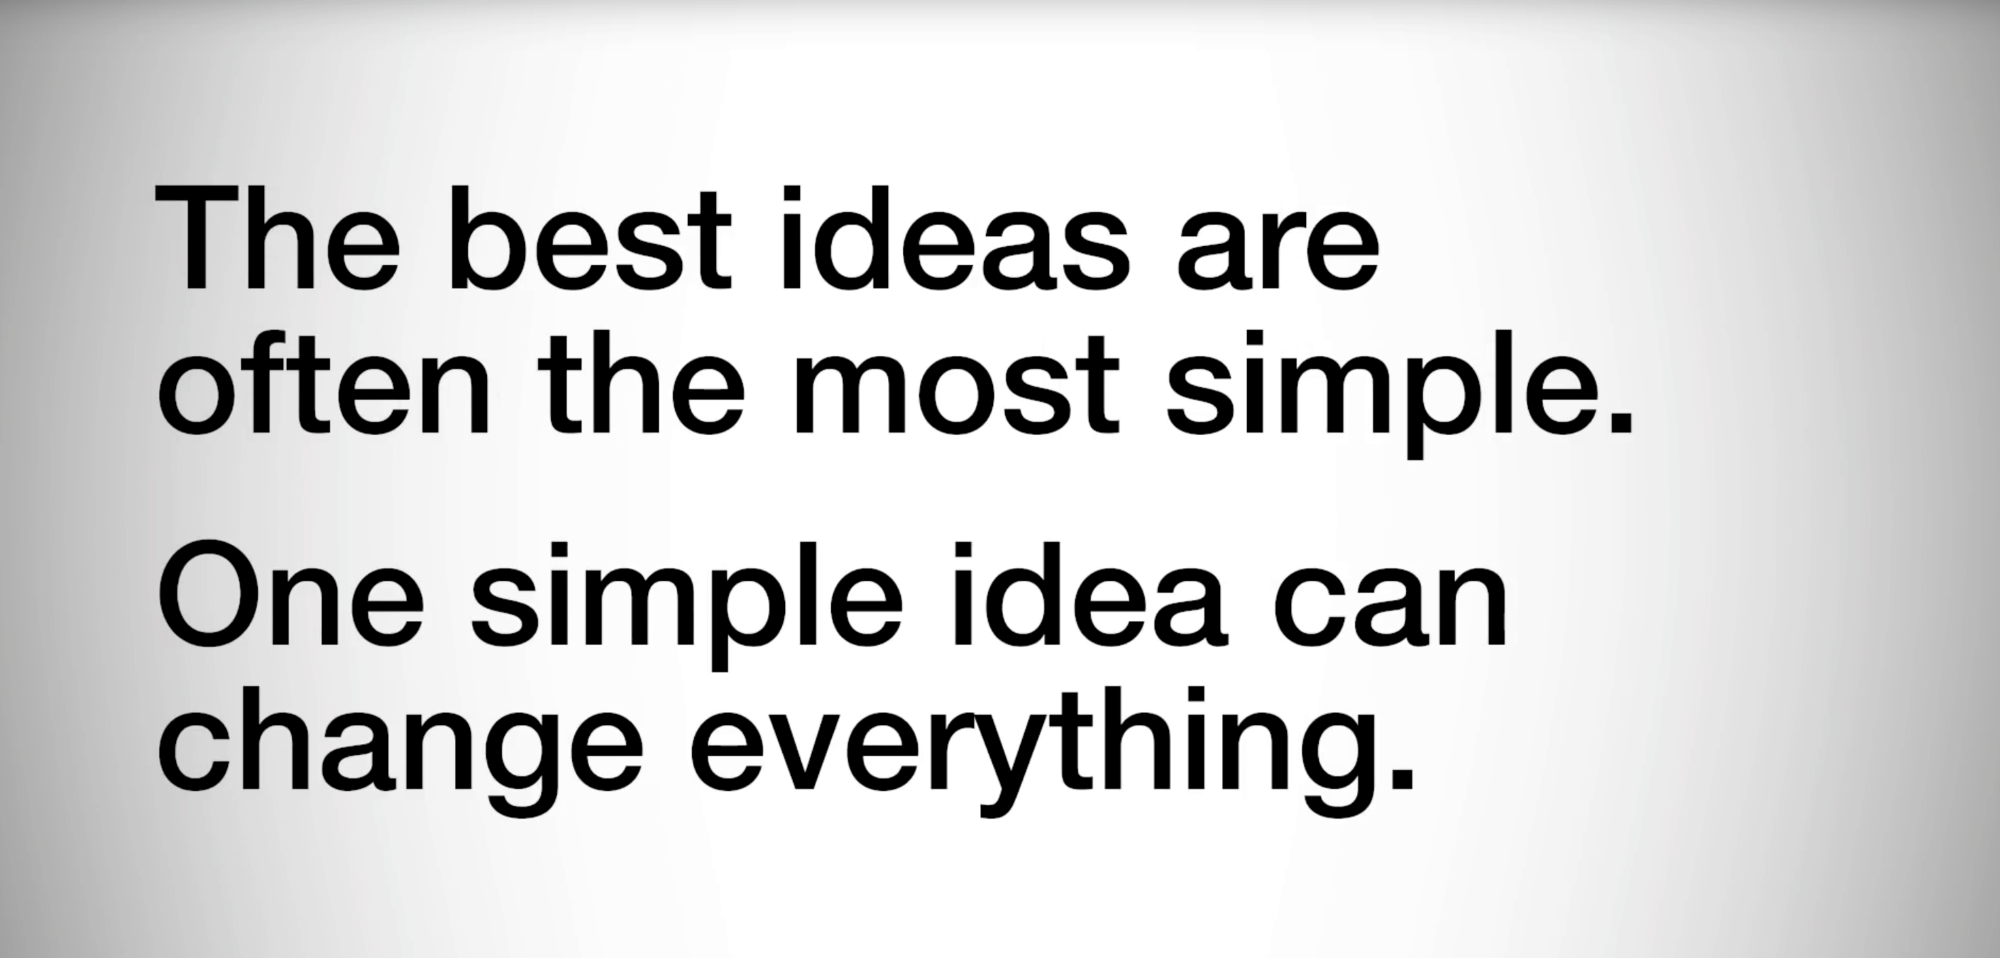 The best ideas are
often the most simple.
One simple idea can
change everything.